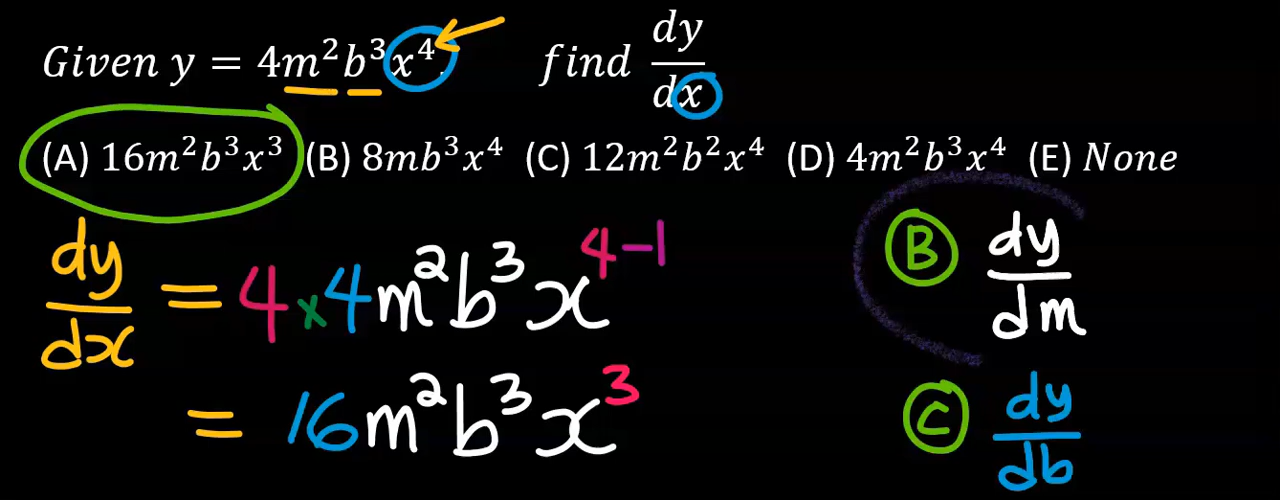 Given y = 4m²b³x⁴, find dy/dx
(A) 16m²b³x³ (B) 8mb³x⁴ (C) 12m²b²x⁴ (D) 4m²b³x⁴ (E) None
dy/dx = 4 × 4m²b³x⁴⁻¹
= 16m²b³x³
B dy/dm
C dy/db